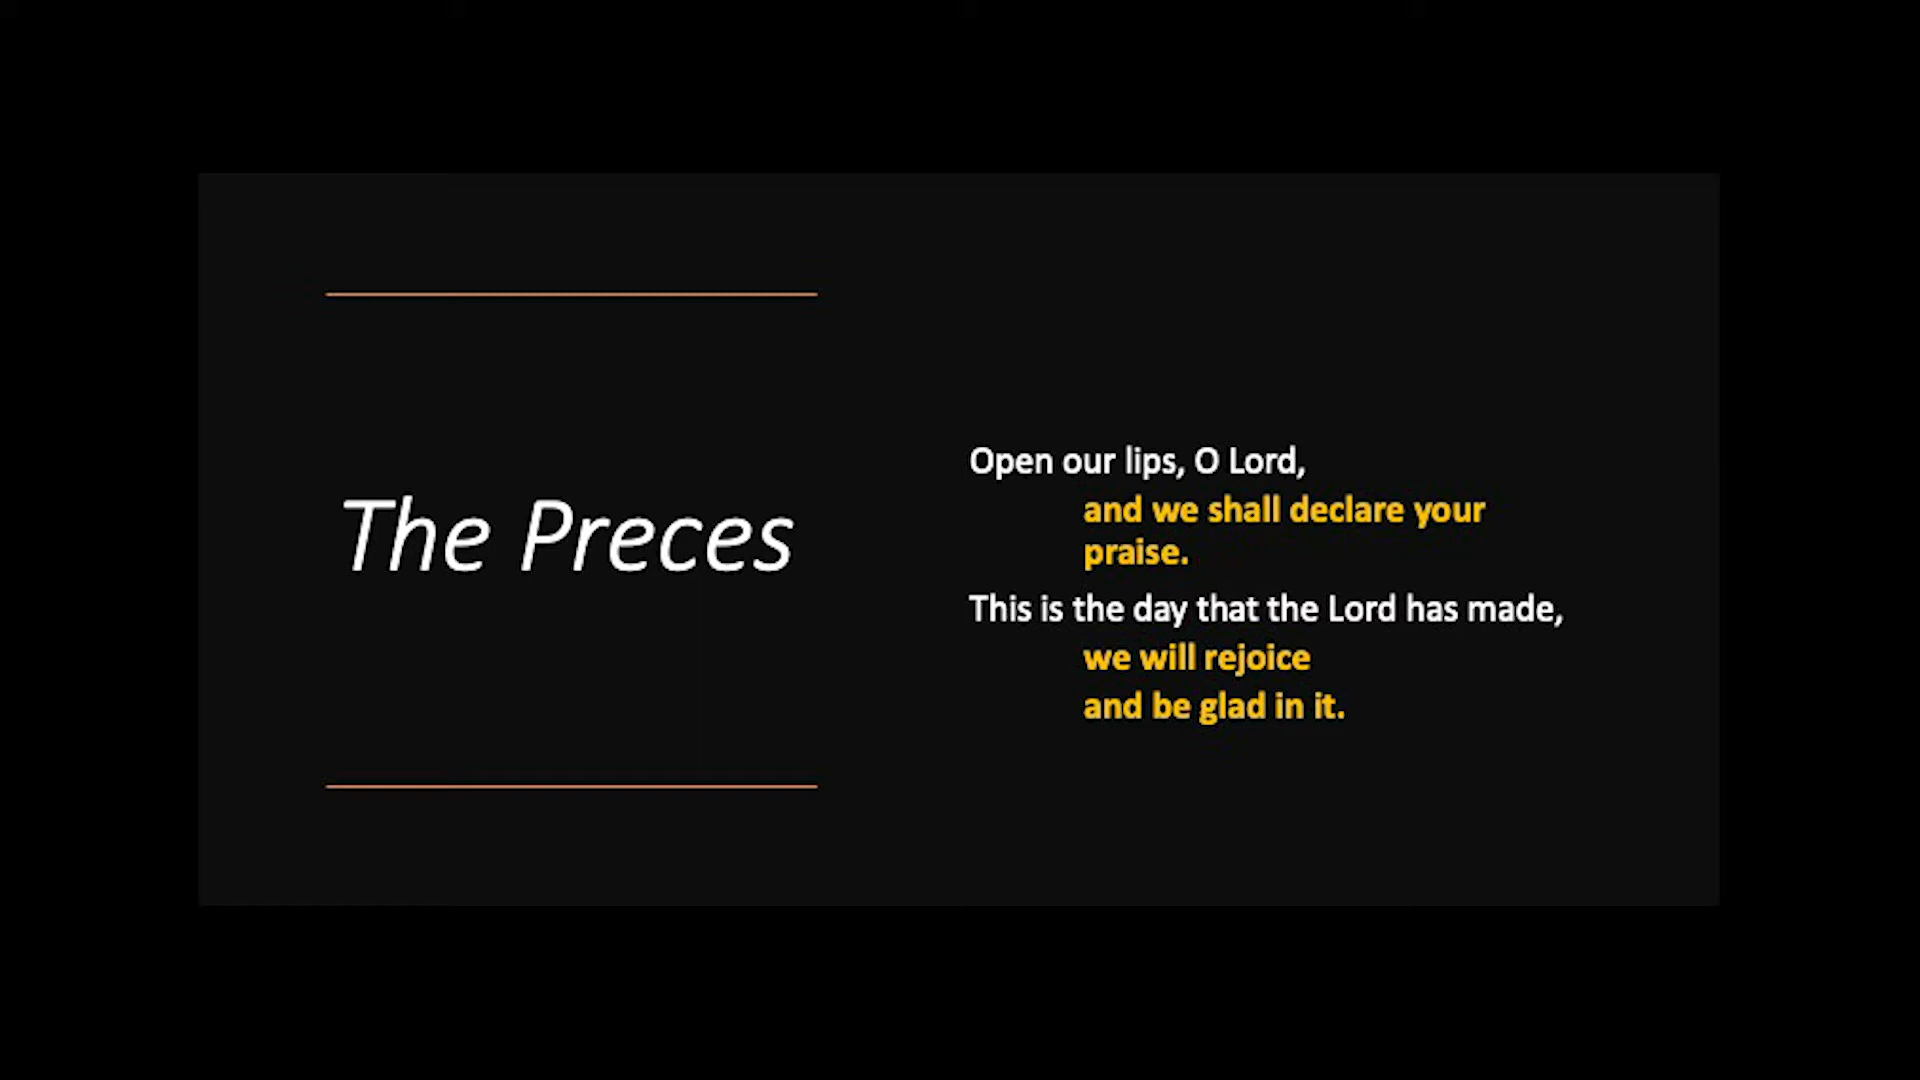 The Preces
Open our lips, O Lord,
and we shall declare your
praise.
This is the day that the Lord has made,
we will rejoice
and be glad in it.